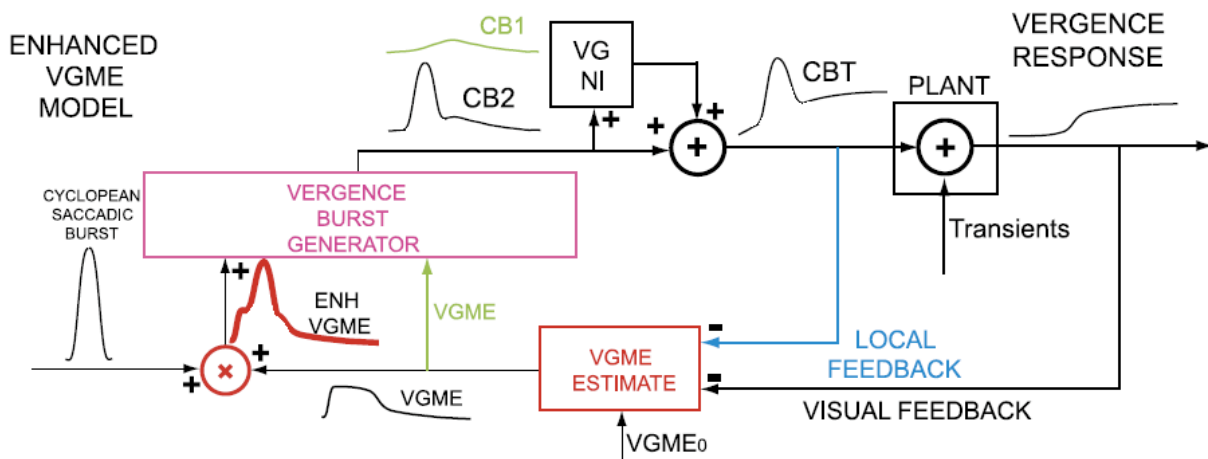 ENHANCED
VGME
MODEL
CB1
CB2
VG
NI
+
+
+
+
CBT
VERGENCE
RESPONSE
PLANT
+
Transients
CYCLOPEAN
SACCADIC
BURST
VERGENCE
BURST
GENERATOR
+
ENH
VGME
VGME
+
×
+
VGME
VGME
ESTIMATE
-
LOCAL
FEEDBACK
-
VISUAL FEEDBACK
VGME0